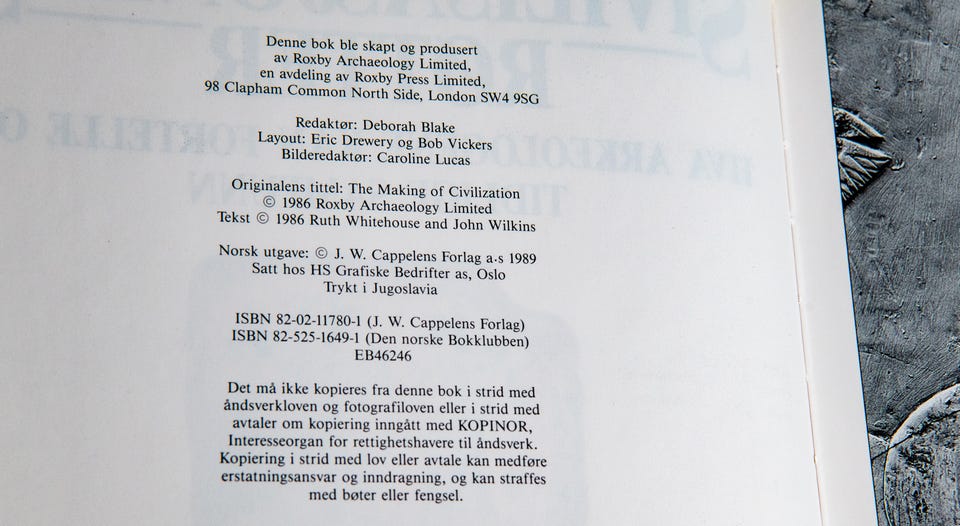 Denne bok ble skapt og produsert
av Roxby Archaeology Limited,
en avdeling av Roxby Press Limited,
98 Clapham Common North Side, London SW4 9SG
Redaktør: Deborah Blake
Layout: Eric Drewery og Bob Vickers
Bilderedaktør: Caroline Lucas
Originalens tittel: The Making of Civilization
© 1986 Roxby Archaeology Limited
Tekst © 1986 Ruth Whitehouse and John Wilkins
Norsk utgave: © J. W. Cappelens Forlag a·s 1989
Satt hos HS Grafiske Bedrifter as, Oslo
Trykt i Jugoslavia
ISBN 82-02-11780-1 (J. W. Cappelens Forlag)
ISBN 82-525-1649-1 (Den norske Bokklubben)
EB46246
Det må ikke kopieres fra denne bok i strid med
åndsverkloven og fotografiloven eller i strid med
avtaler om kopiering inngått med KOPINOR,
Interesseorgan for rettighetshavere til åndsverk.
Kopiering i strid med lov eller avtale kan medføre
erstatningsansvar og inndragning, og kan straffes
med bøter eller fengsel.